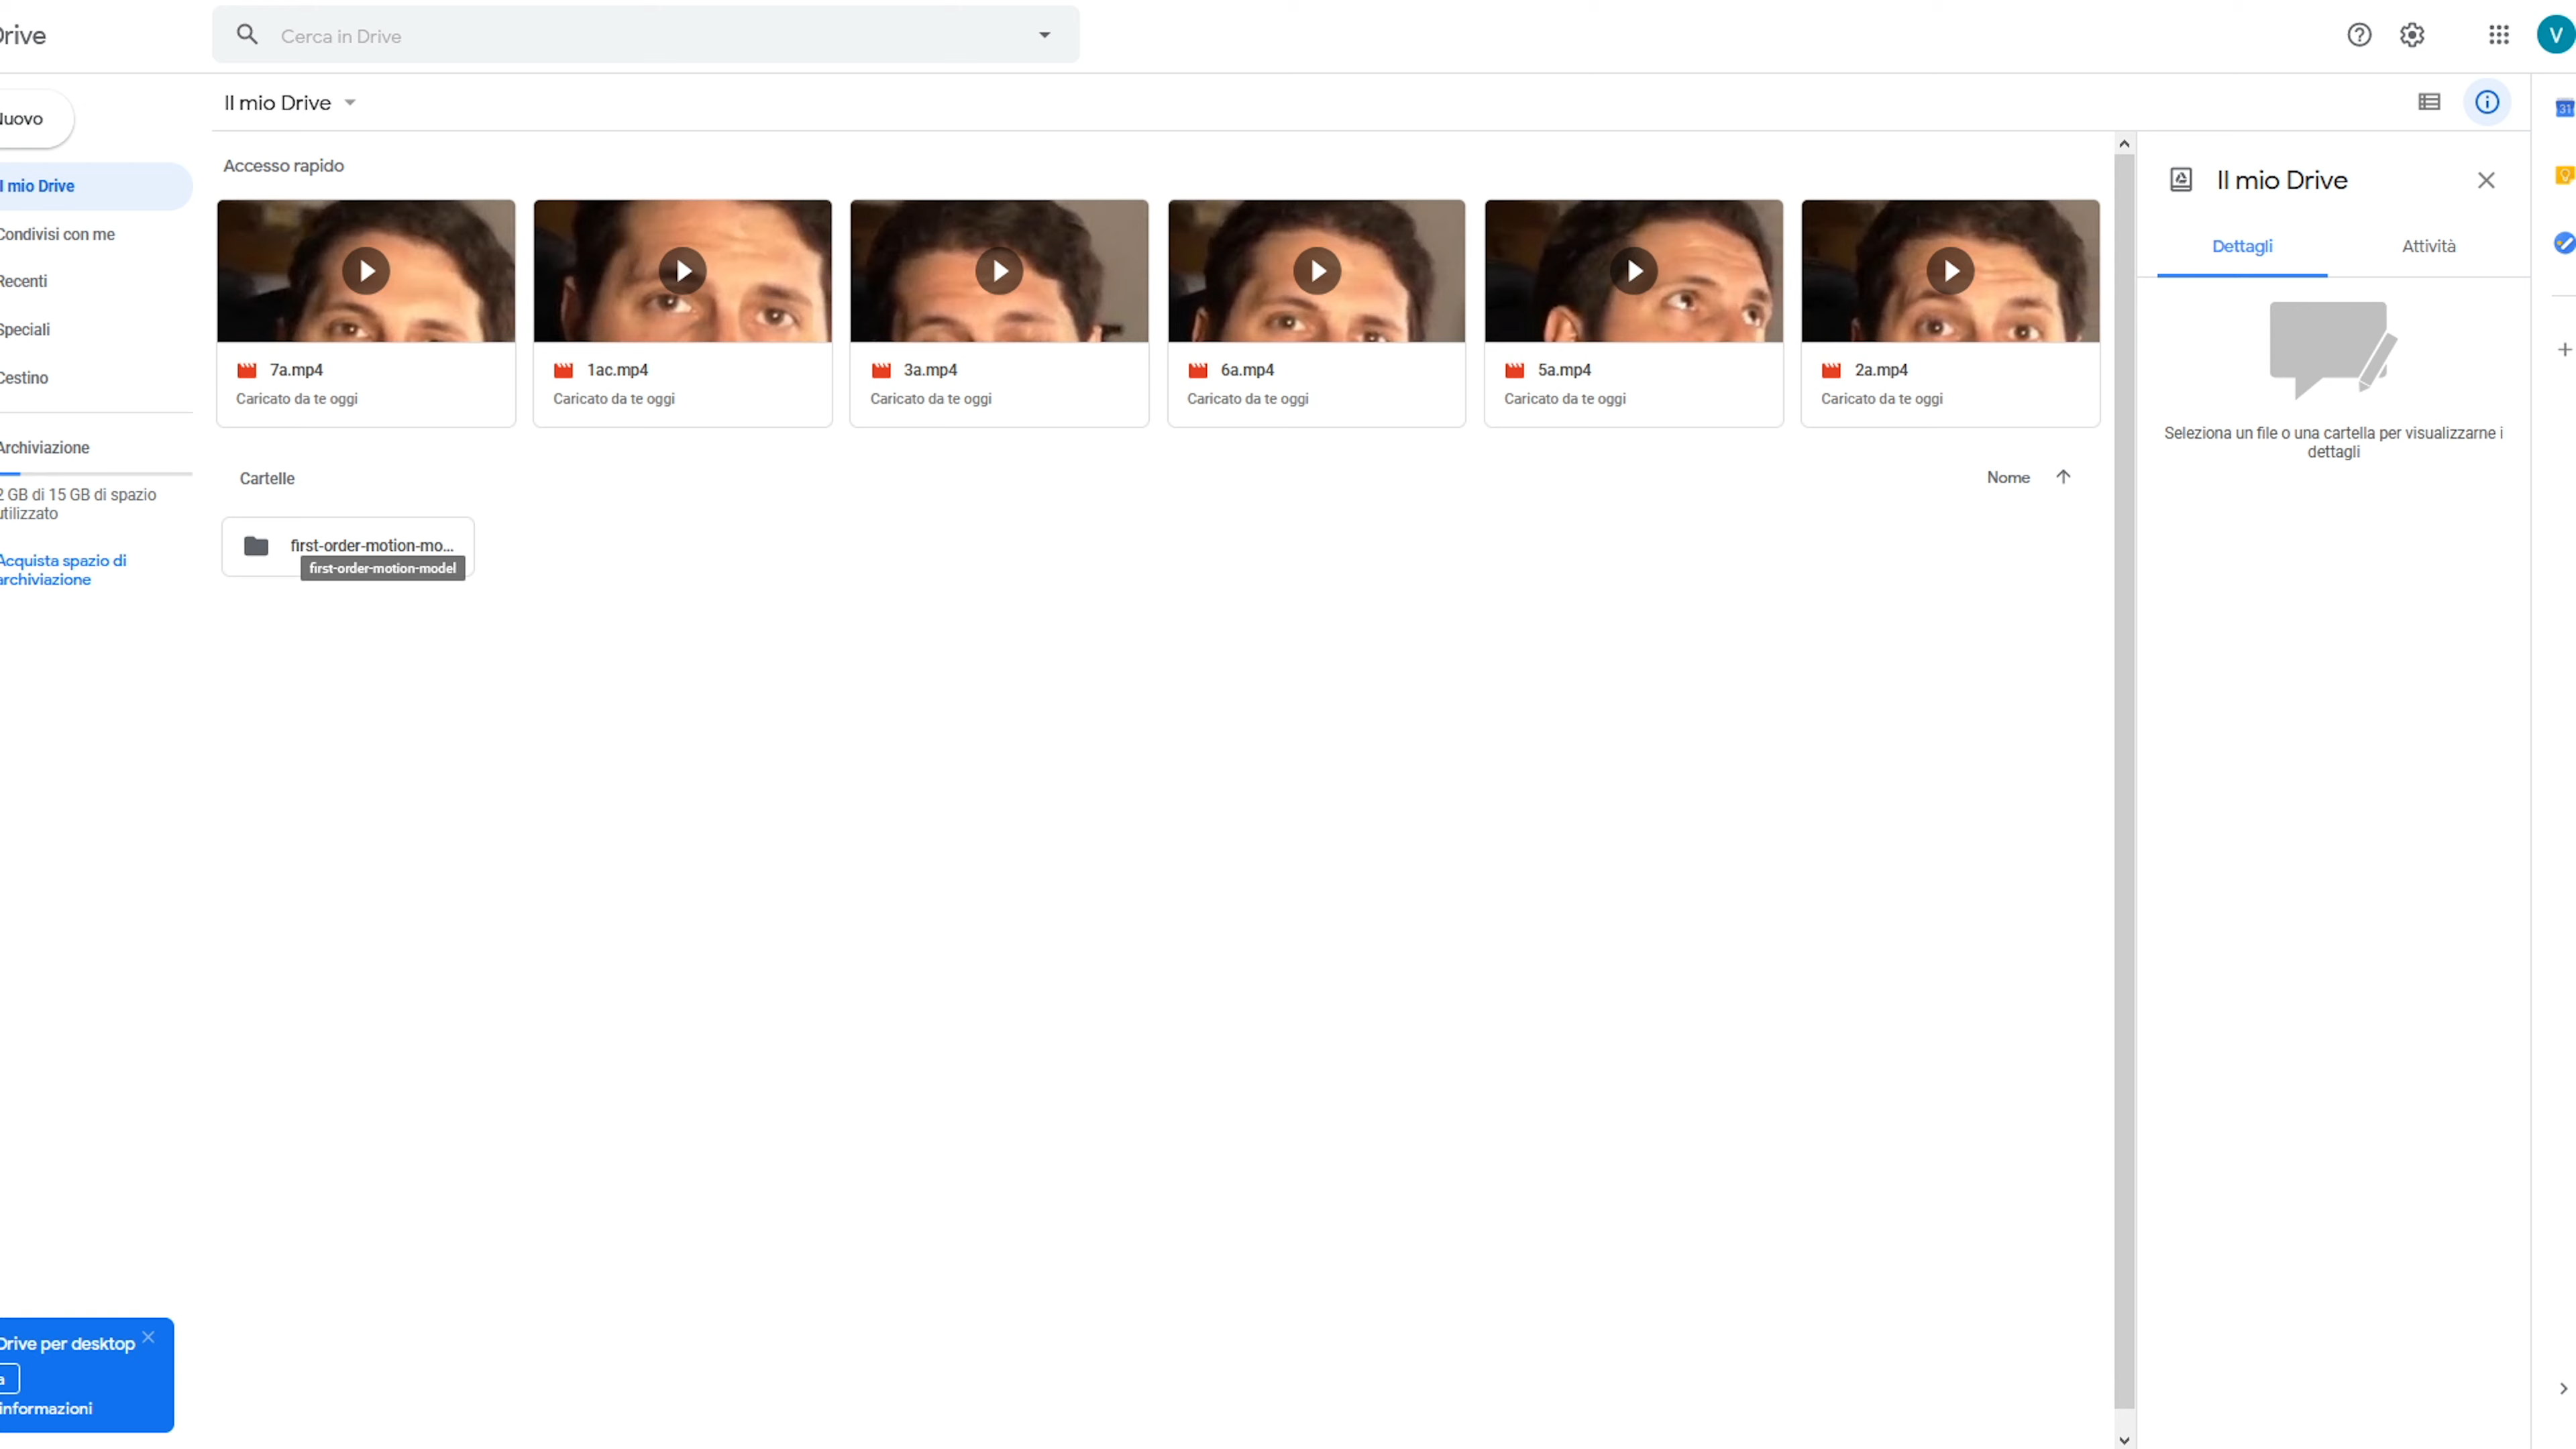 Drive
Cerca in Drive
V
Nuovo
Il mio Drive
31
Il mio Drive
Condivisi con me
Recenti
Speciali
Cestino
Archiviazione
2 GB di 15 GB di spazio
utilizzato
Acquista spazio di
archiviazione
Accesso rapido
7a.mp4
Caricato da te oggi
1ac.mp4
Caricato da te oggi
3a.mp4
Caricato da te oggi
6a.mp4
Caricato da te oggi
5a.mp4
Caricato da te oggi
2a.mp4
Caricato da te oggi
Cartelle
Nome
first-order-motion-mo...
first-order-motion-model
Il mio Drive
Dettagli
Attività
Seleziona un file o una cartella per visualizzarne i
dettagli
Drive per desktop
a
informazioni